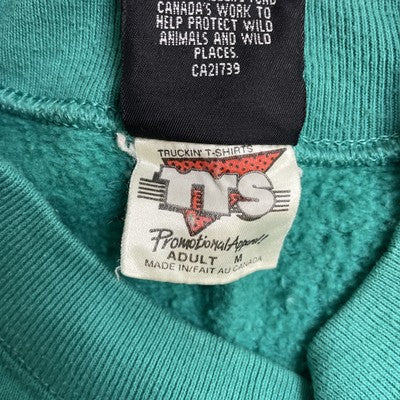 CANADA'S WORK TO
HELP PROTECT WILD
ANIMALS AND WILD
PLACES.
CA21739
TRUCKIN' T-SHIRTS
TTS
Promotional Apparel
ADULT M
MADE IN/FAIT AU CANADA